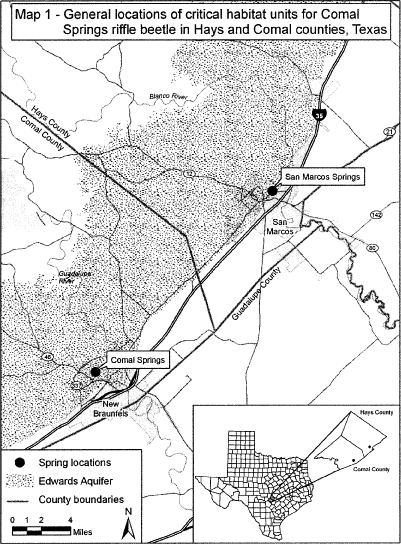 Map 1 - General locations of critical habitat units for Comal
Springs riffle beetle in Hays and Comal counties, Texas
Blanco River
Hays County
Comal County
35
21
12
San Marcos Springs
San
Marcos
142
80
Guadalupe
River
Guadalupe County
46
Comal Springs
New
Braunfels
Spring locations
Edwards Aquifer
County boundaries
0 1 2 4
Miles
N
Hays County
Comal County